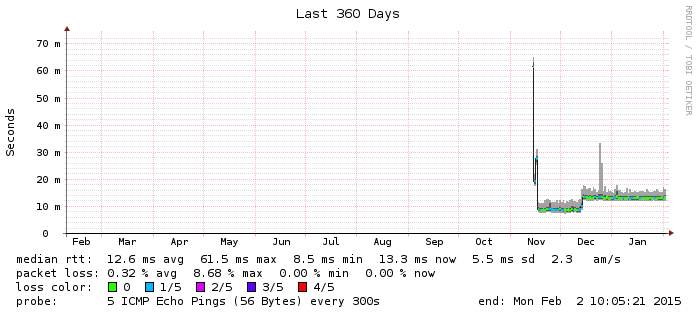 Last 360 Days
RRDTOOL / TOBI OETIKER
Seconds
70 m
60 m
50 m
40 m
30 m
20 m
10 m
0
Feb Mar Apr May Jun Jul Aug Sep Oct Nov Dec Jan
median rtt: 12.6 ms avg 61.5 ms max 8.5 ms min 13.3 ms now 5.5 ms sd 2.3 am/s
packet loss: 0.32 % avg 8.68 % max 0.00 % min 0.00 % now
loss color: 0 1/5 2/5 3/5 4/5
probe: 5 ICMP Echo Pings (56 Bytes) every 300s end: Mon Feb 2 10:05:21 2015